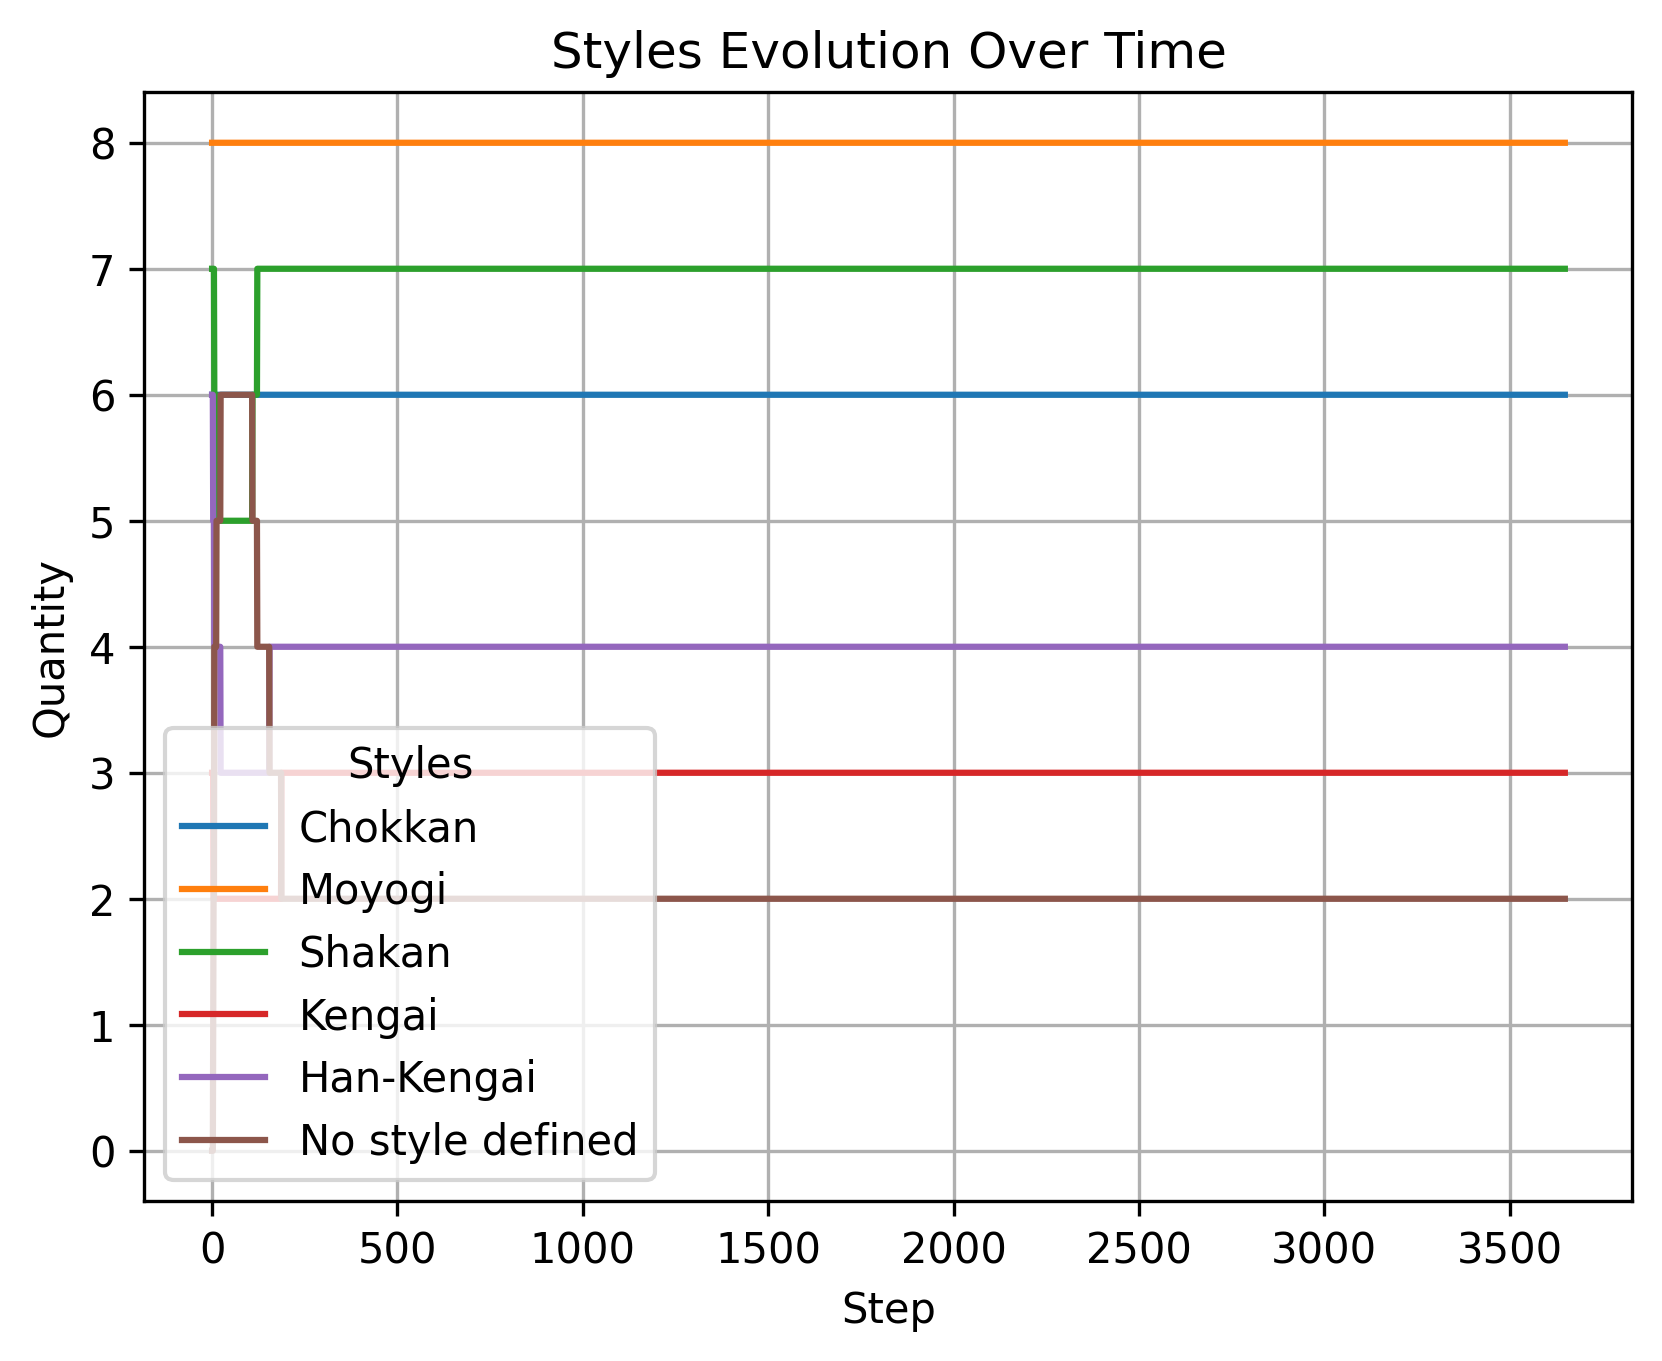 Styles Evolution Over Time
8
7
6
5
4
3
2
1
0
Quantity
Styles
Chokkan
Moyogi
Shakan
Kengai
Han-Kengai
No style defined
0 500 1000 1500 2000 2500 3000 3500
Step